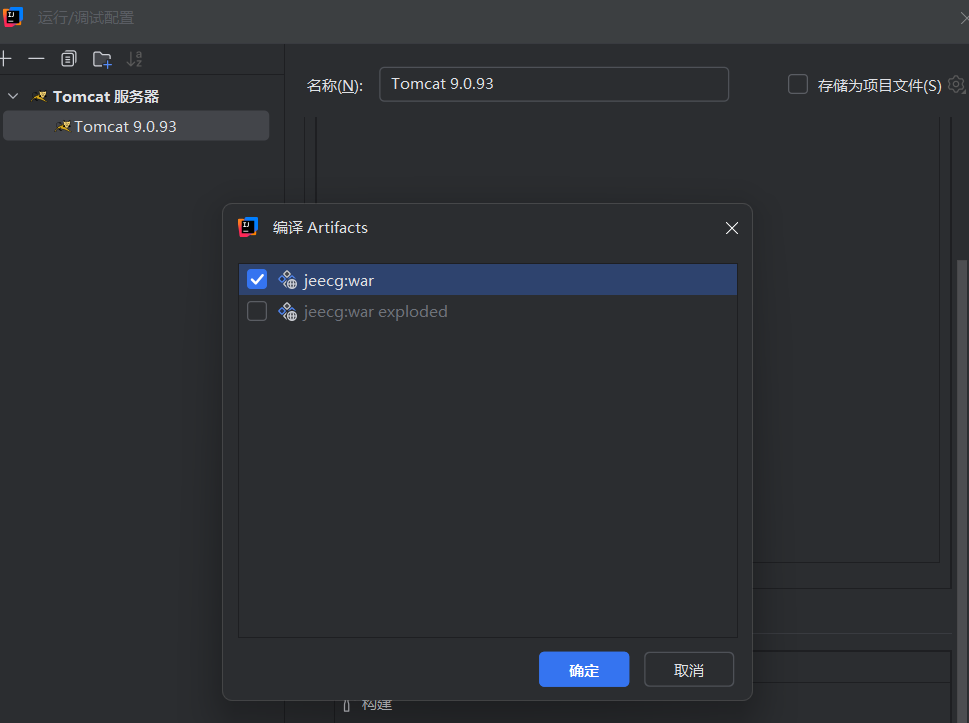 运行/调试配置
Tomcat 服务器
Tomcat 9.0.93
名称(N): Tomcat 9.0.93
存储为项目文件(S)
编译 Artifacts
jeecg:war
jeecg:war exploded
确定
取消
构建